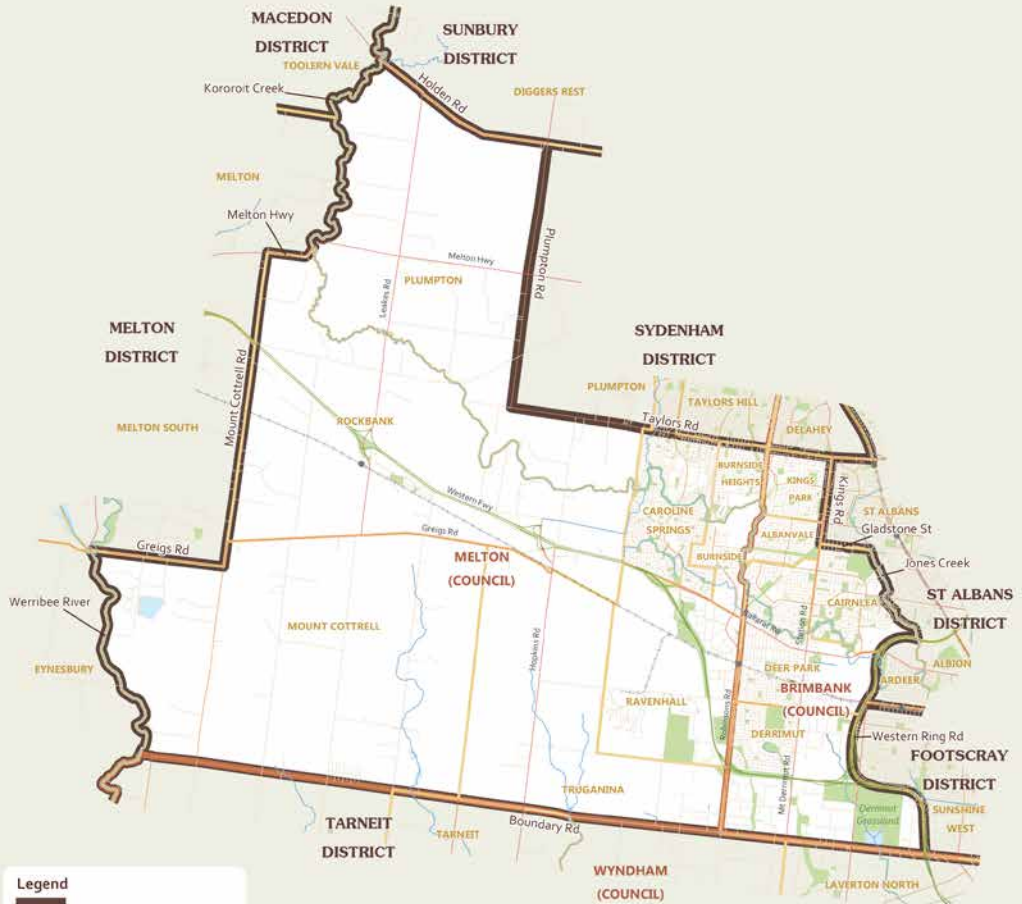 MACEDON
DISTRICT
SUNBURY
DISTRICT
TOOLERN VALE
Kororoit Creek
Holden Rd
DIGGERS REST
MELTON
Melton Hwy
Melton Hwy
Plumpton Rd
PLUMPTON
Leakes Rd
MELTON
DISTRICT
SYDENHAM
DISTRICT
PLUMPTON
TAYLORS HILL
Mount Cottrell Rd
Taylors Rd
DELAHEY
MELTON SOUTH
ROCKBANK
BURNSIDE
HEIGHTS
KINGS
PARK
Kings Rd
Western Fwy
CAROLINE
SPRINGS
ST ALBANS
Gladstone St
Greigs Rd
Greigs Rd
ALBANVALE
MELTON
(COUNCIL)
BURNSIDE
Jones Creek
Werribee River
CAIRNLEA
ST ALBANS
DISTRICT
MOUNT COTTRELL
Ballarat Rd
Station Rd
Hopkins Rd
EYNESBURY
DEER PARK
ALBION
ARDEER
BRIMBANK
(COUNCIL)
RAVENHALL
Robinsons Rd
DERRIMUT
Western Ring Rd
FOOTSCRAY
DISTRICT
Mt Derrimut Rd
TRUGANINA
Derrimut
Grassland
SUNSHINE
WEST
Boundary Rd
TARNEIT
DISTRICT
TARNEIT
WYNDHAM
(COUNCIL)
LAVERTON NORTH
Legend